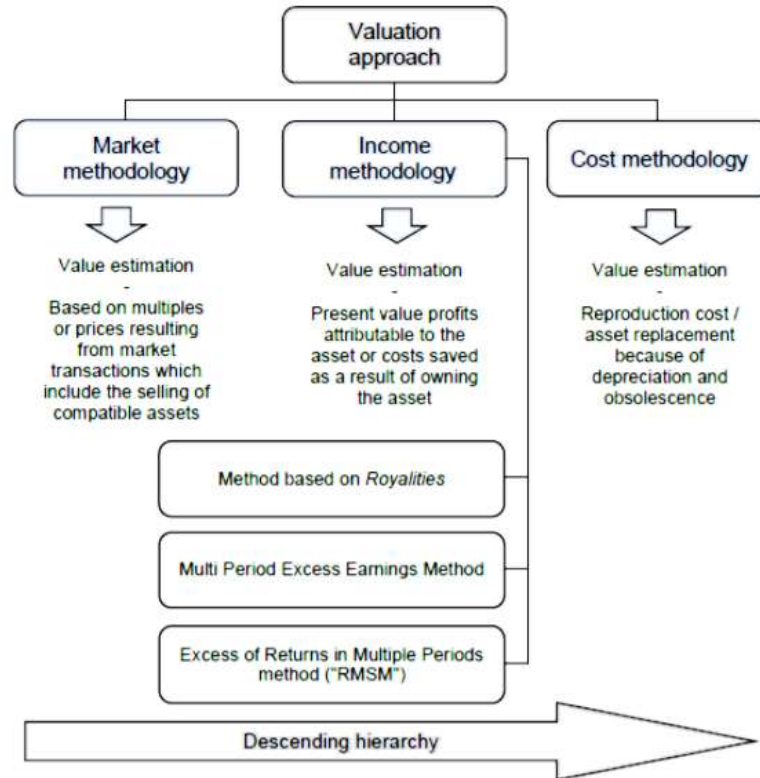 Valuation
approach
Market
methodology
Income
methodology
Cost methodology
Value estimation
-
Based on multiples
or prices resulting
from market
transactions which
include the selling of
compatible assets
Value estimation
-
Present value profits
attributable to the
asset or costs saved
as a result of owning
the asset
Value estimation
-
Reproduction cost /
asset replacement
because of
depreciation and
obsolescence
Method based on Royalities
Multi Period Excess Earnings Method
Excess of Returns in Multiple Periods
method ("RMSM")
Descending hierarchy